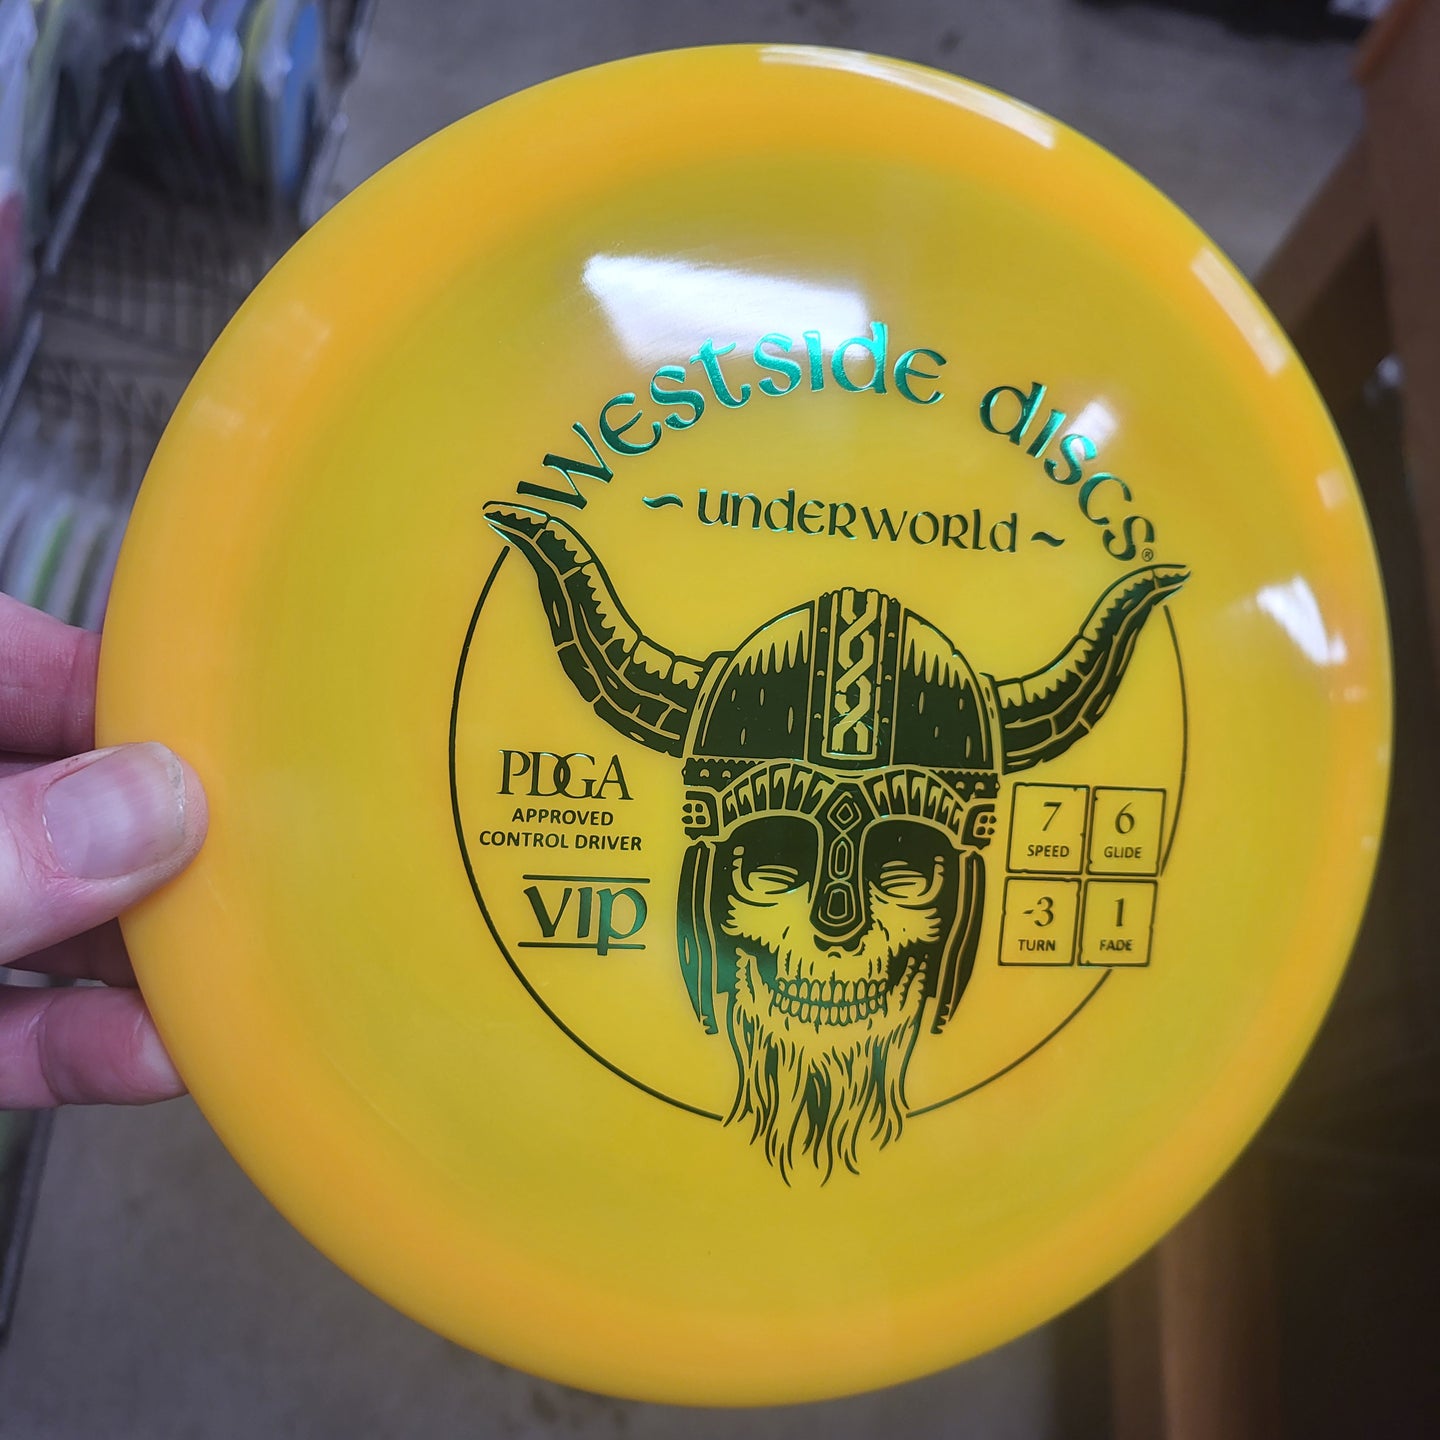 Westside Discs®
~ Underworld ~
PDGA
APPROVED
CONTROL DRIVER
VIP
7 6
SPEED GLIDE
-3 1
TURN FADE